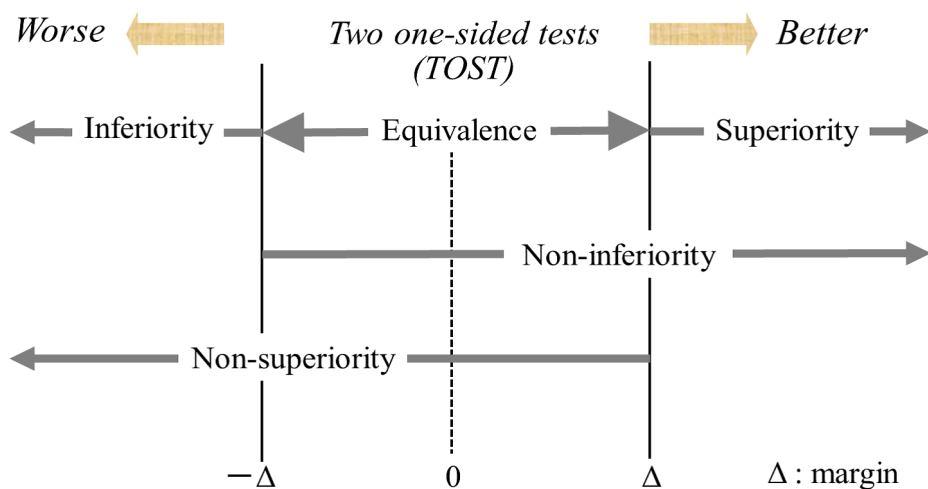 Worse
Two one-sided tests
(TOST)
Better
Inferiority
Equivalence
Superiority
Non-inferiority
Non-superiority
−Δ
0
Δ
Δ : margin